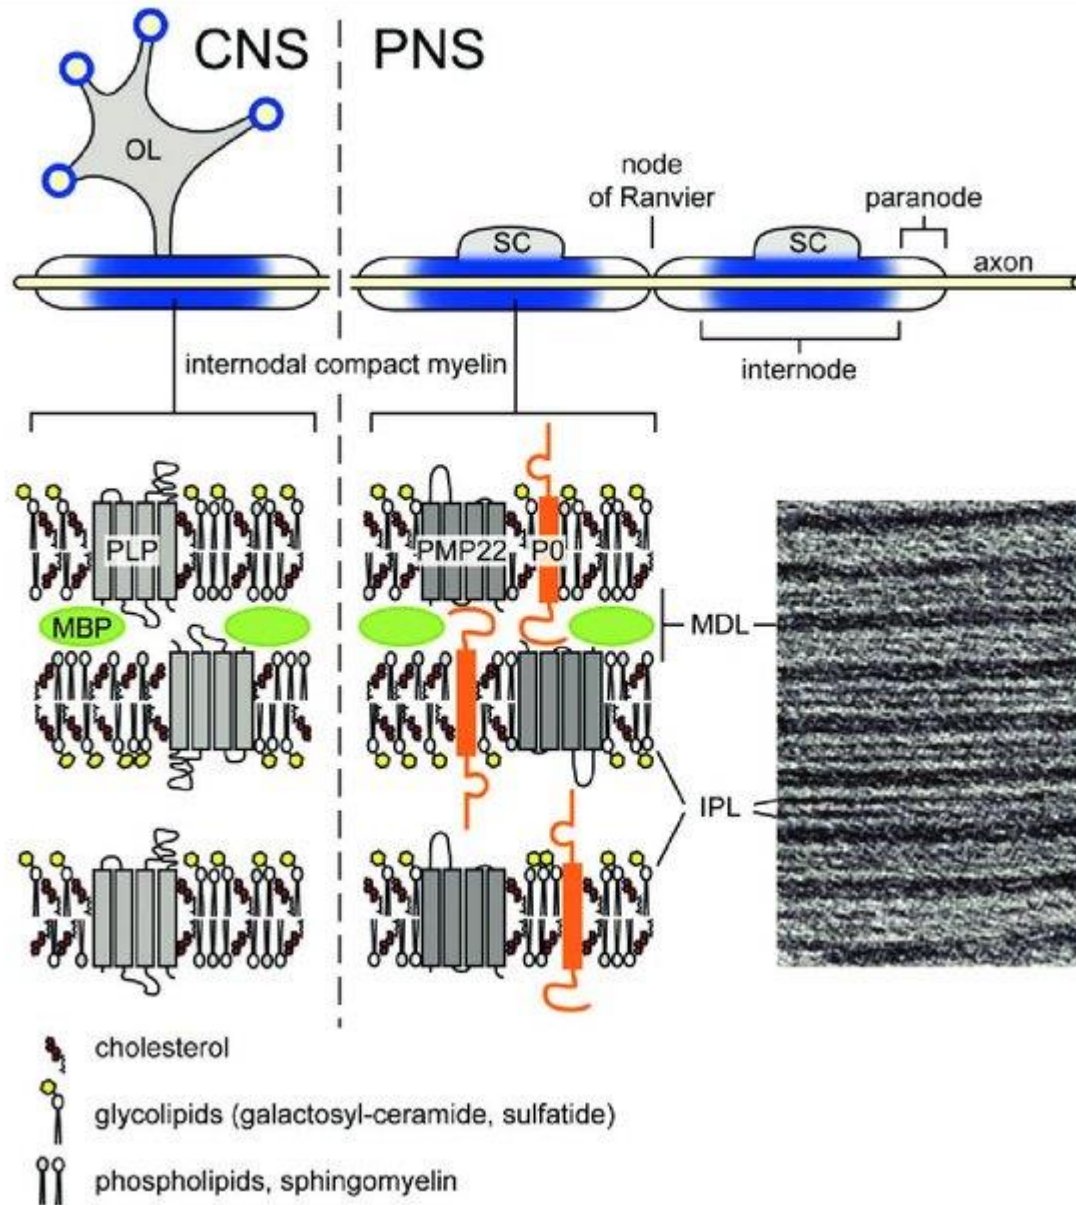 CNS
PNS
OL
node
of Ranvier
paranode
SC
SC
axon
internodal compact myelin
internode
PLP
PMP22
P0
MBP
MDL
IPL
cholesterol
glycolipids (galactosyl-ceramide, sulfatide)
phospholipids, sphingomyelin